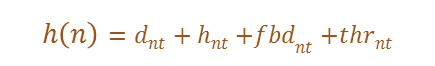 h(n) = d_nt + h_nt + fbd_nt + thr_nt